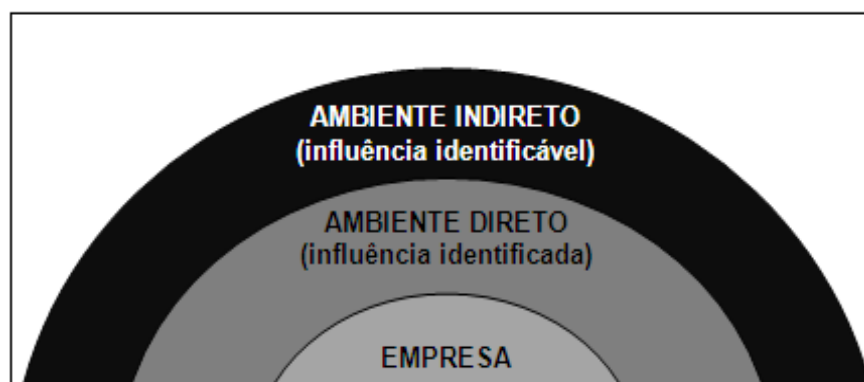 AMBIENTE INDIRETO
(influência identificável)
AMBIENTE DIRETO
(influência identificada)
EMPRESA